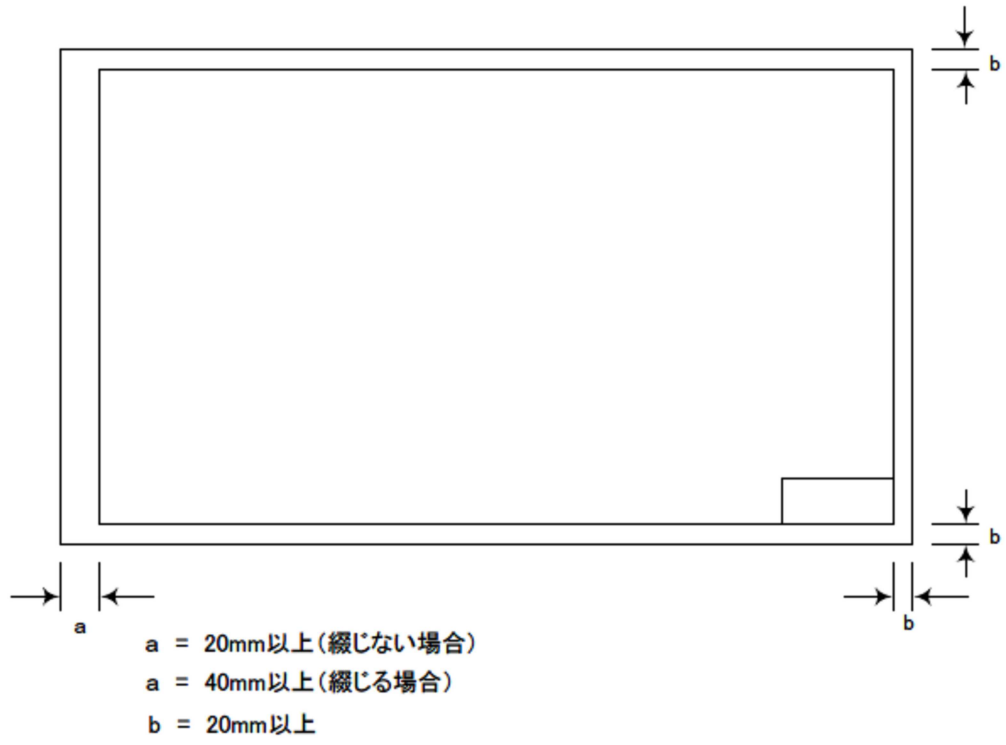 b
b
a
b
a = 20mm以上(綴じない場合)
a = 40mm以上(綴じる場合)
b = 20mm以上